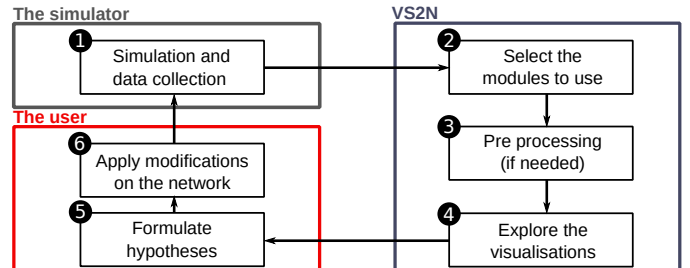 The simulator
1
Simulation and
data collection
VS2N
2
Select the
modules to use
3
Pre processing
(if needed)
4
Explore the
visualisations
The user
6
Apply modifications
on the network
5
Formulate
hypotheses